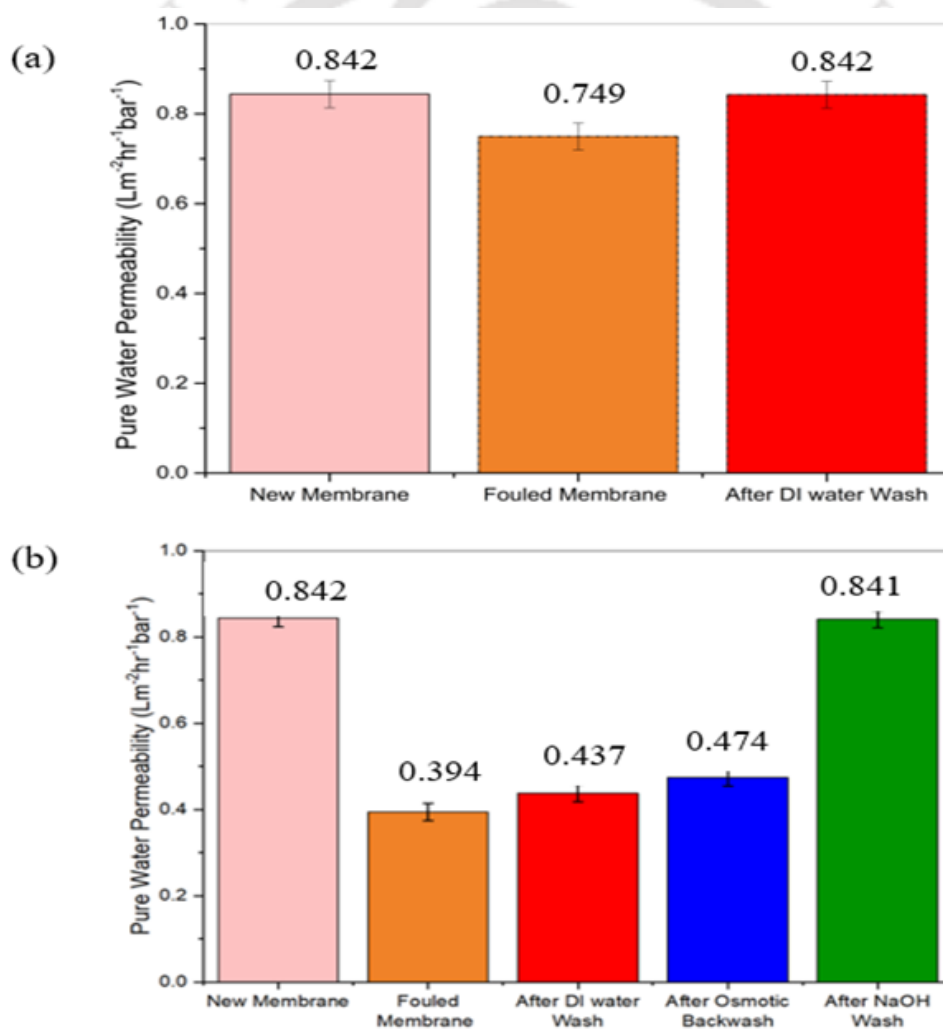 (a)
Pure Water Permeability (Lm⁻²hr⁻¹bar⁻¹)
1.0
0.8
0.6
0.4
0.2
0.0
0.842
0.749
0.842
New Membrane
Fouled Membrane
After DI water Wash
(b)
Pure Water Permeability (Lm⁻²hr⁻¹bar⁻¹)
1.0
0.8
0.6
0.4
0.2
0.0
0.842
0.394
0.437
0.474
0.841
New Membrane
Fouled
Membrane
After DI water
Wash
After Osmotic
Backwash
After NaOH
Wash